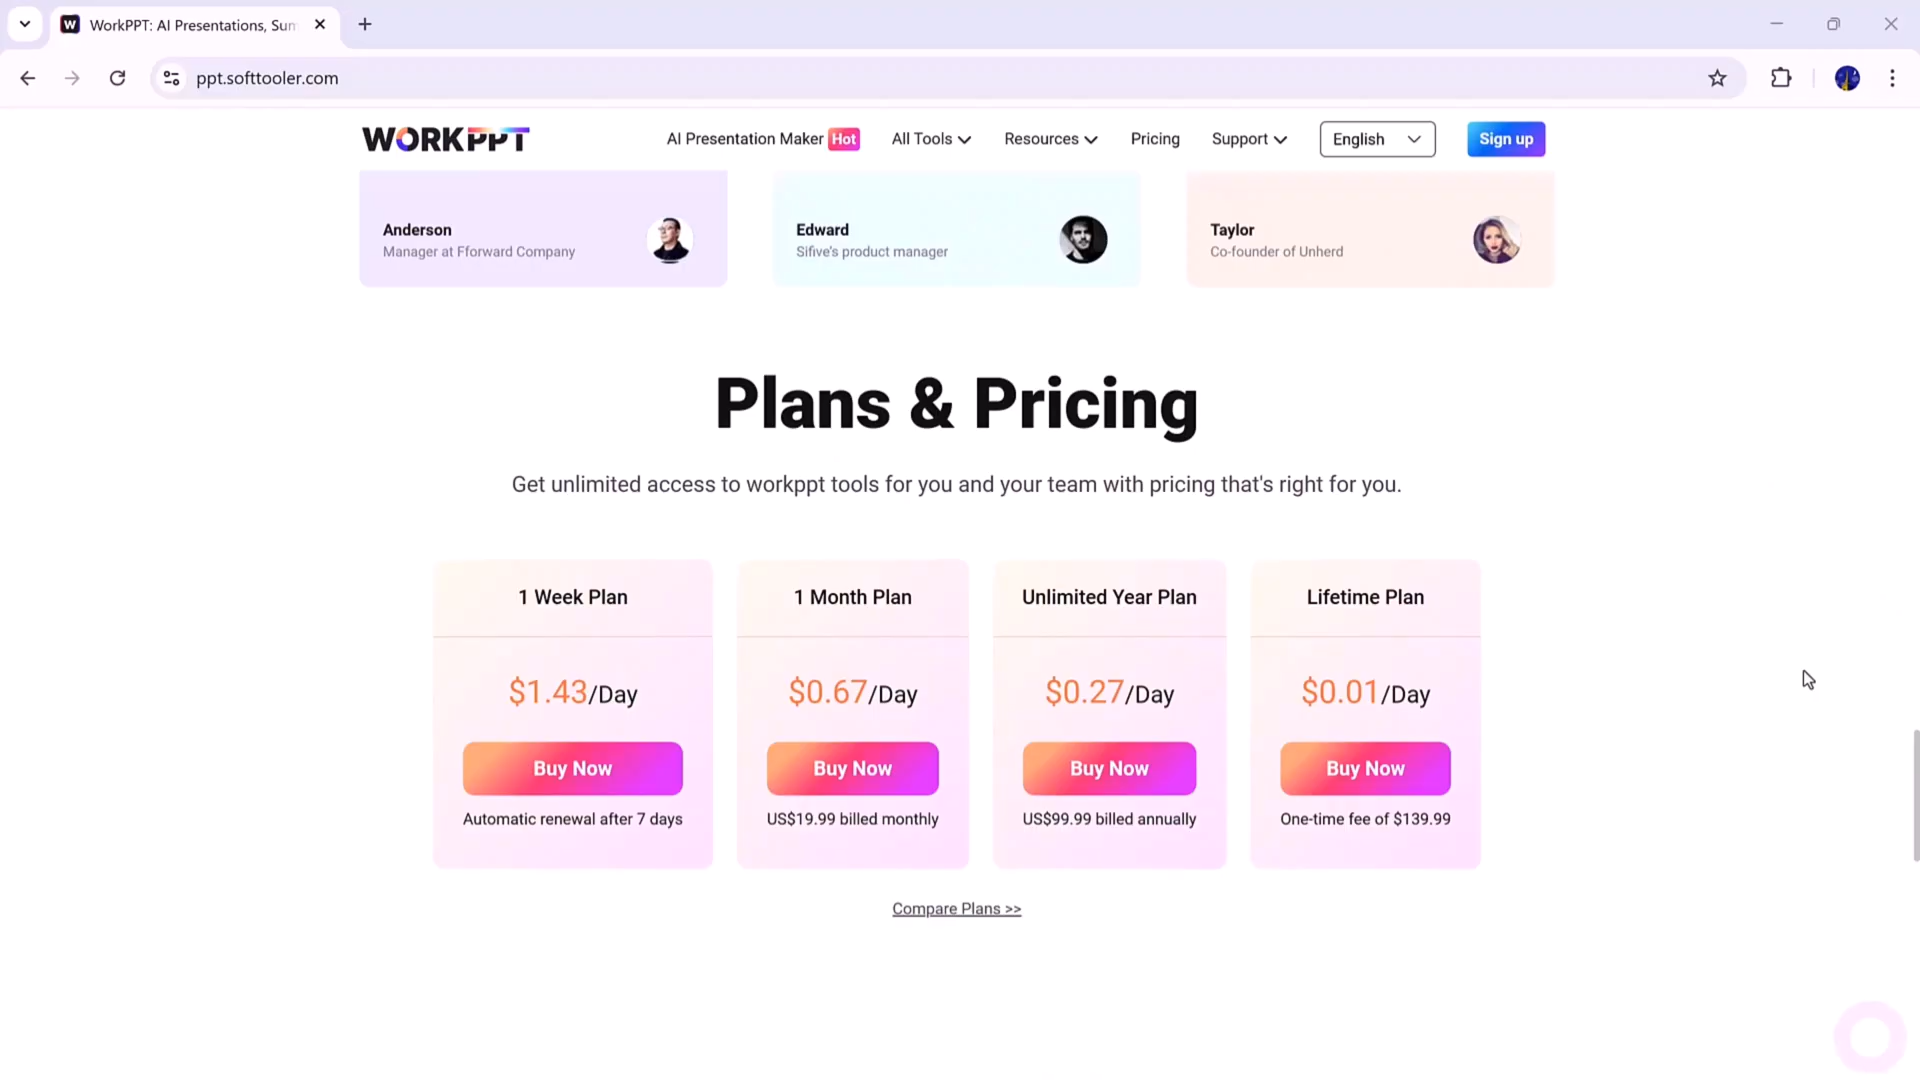 W WorkPPT: AI Presentations, Sum
ppt.softtooler.com
WORKPPT AI Presentation Maker Hot All Tools Resources Pricing Support English Sign up
Anderson
Manager at Fforward Company
Edward
Sifive's product manager
Taylor
Co-founder of Unherd
Plans & Pricing
Get unlimited access to workppt tools for you and your team with pricing that's right for you.
1 Week Plan
$1.43/Day
Buy Now
Automatic renewal after 7 days
1 Month Plan
$0.67/Day
Buy Now
US$19.99 billed monthly
Unlimited Year Plan
$0.27/Day
Buy Now
US$99.99 billed annually
Lifetime Plan
$0.01/Day
Buy Now
One-time fee of $139.99
Compare Plans >>